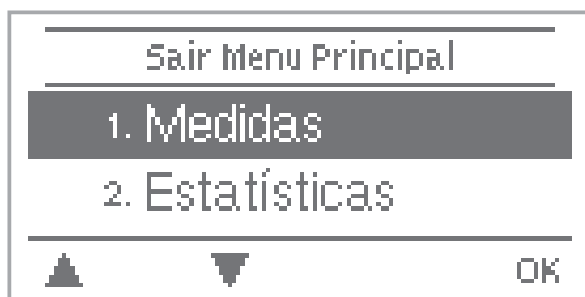 Sair Menu Principal
1. Medidas
2. Estatísticas
▲ ▼ OK